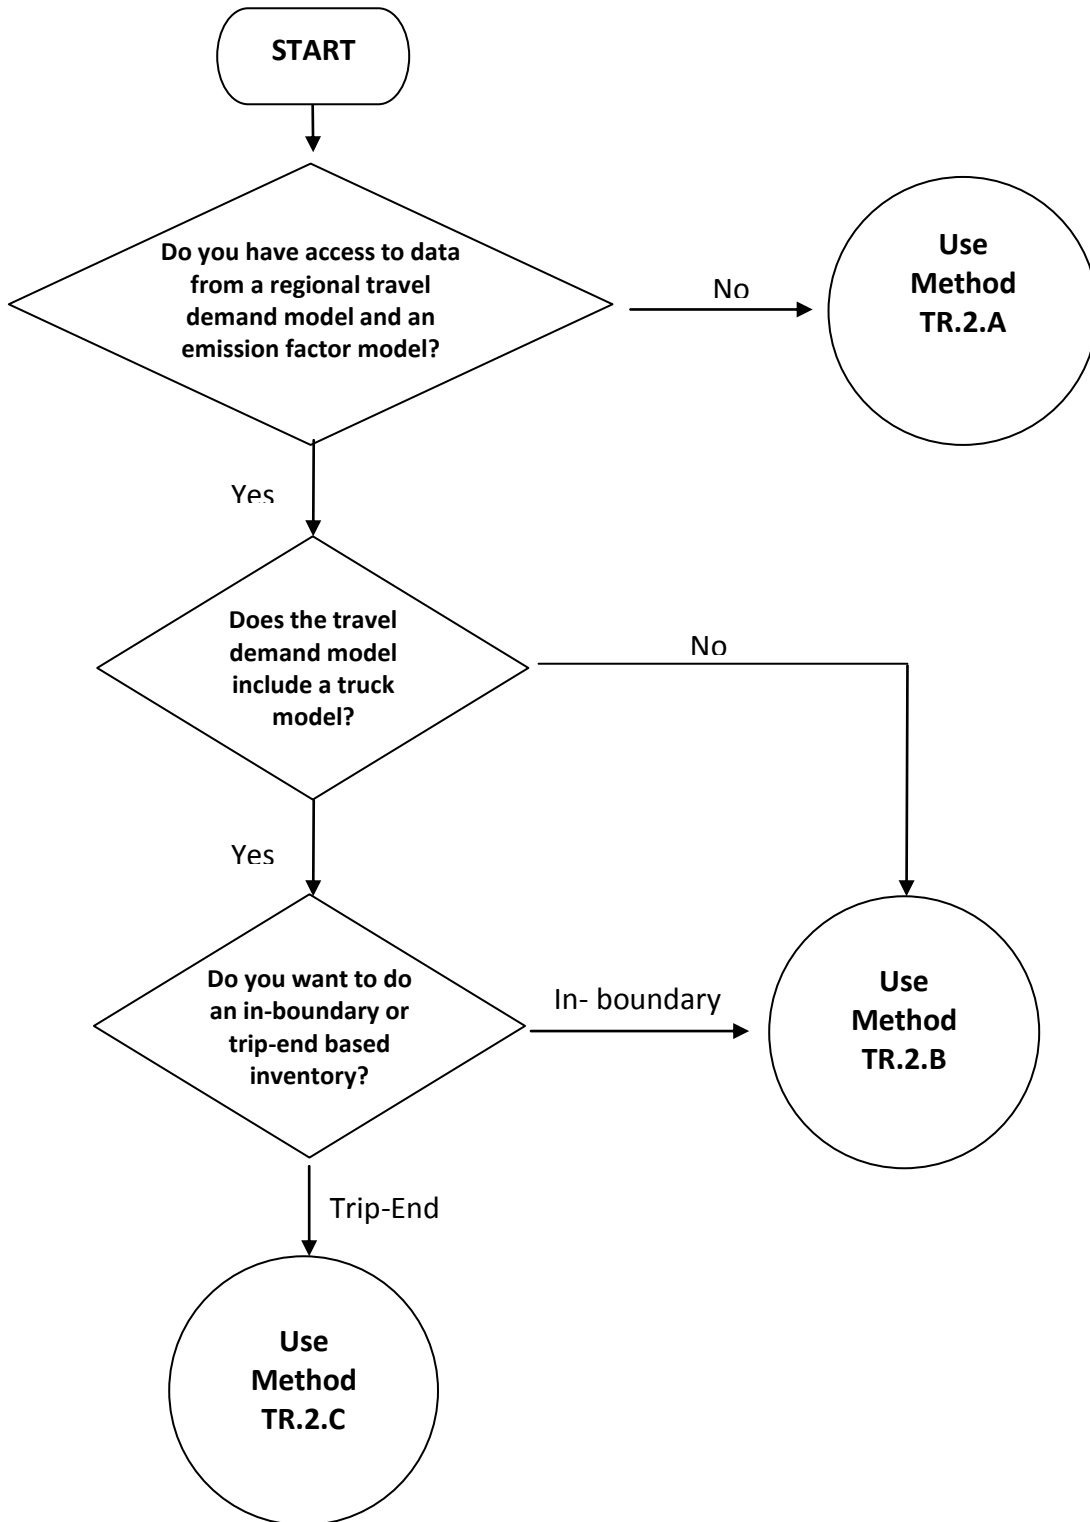 START
Do you have access to data
from a regional travel
demand model and an
emission factor model?
No
Use
Method
TR.2.A
Yes
Does the travel
demand model
include a truck
model?
No
Yes
Do you want to do
an in-boundary or
trip-end based
inventory?
In- boundary
Use
Method
TR.2.B
Trip-End
Use
Method
TR.2.C